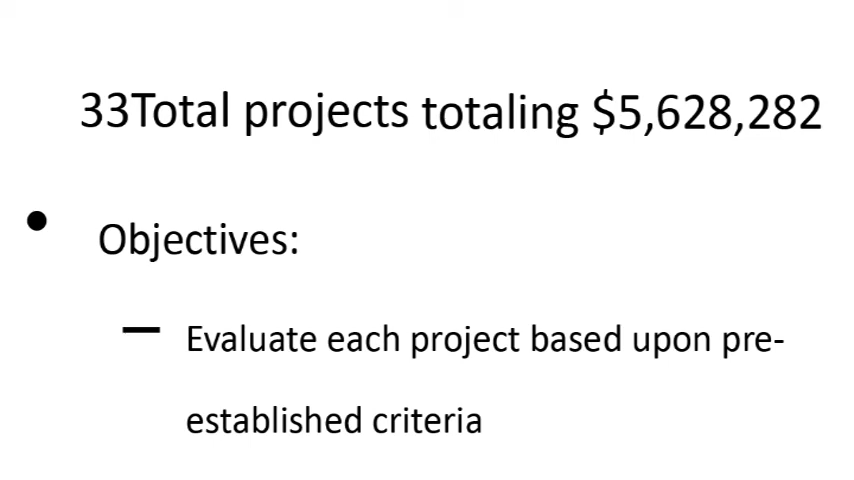 33Total projects totaling $5,628,282
• Objectives:
– Evaluate each project based upon pre-
established criteria